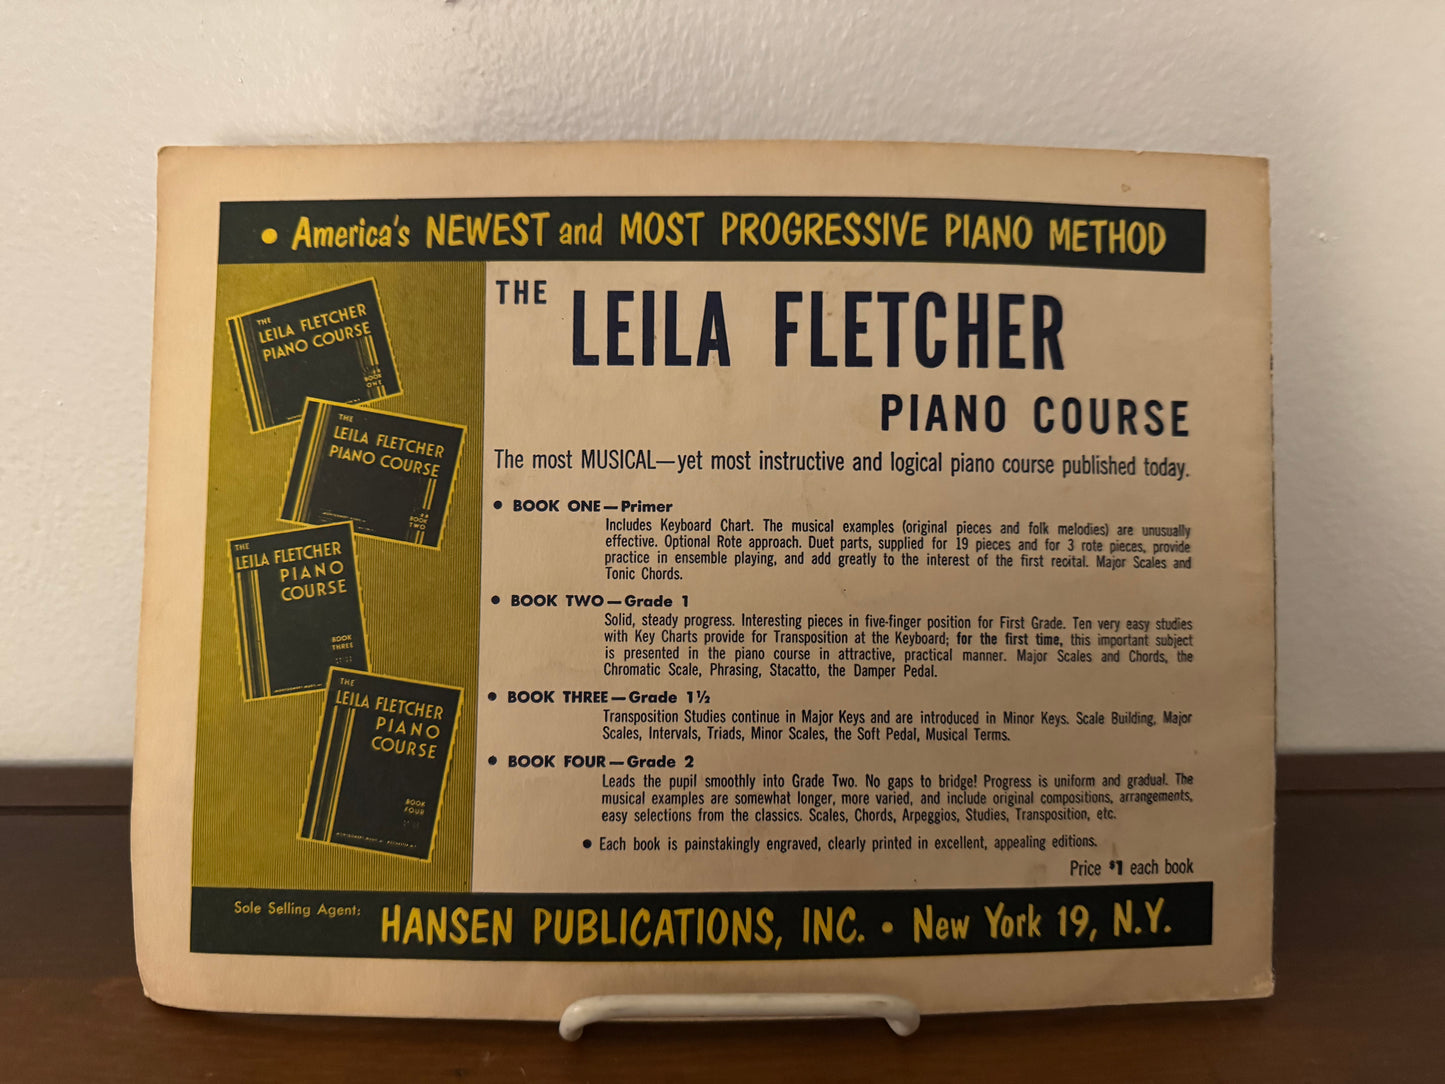 • America's NEWEST and MOST PROGRESSIVE PIANO METHOD
THE
LEILA FLETCHER
PIANO COURSE
BOOK
ONE
THE
LEILA FLETCHER
PIANO COURSE
BOOK
TWO
THE
LEILA FLETCHER
PIANO
COURSE
BOOK
THREE
THE
LEILA FLETCHER
PIANO
COURSE
BOOK
FOUR
THE LEILA FLETCHER
PIANO COURSE
The most MUSICAL—yet most instructive and logical piano course published today.
• BOOK ONE—Primer
Includes Keyboard Chart. The musical examples (original pieces and folk melodies) are unusually
effective. Optional Rote approach. Duet parts, supplied for 19 pieces and for 3 rote pieces, provide
practice in ensemble playing, and add greatly to the interest of the first recital. Major Scales and
Tonic Chords.
• BOOK TWO—Grade 1
Solid, steady progress. Interesting pieces in five-finger position for First Grade. Ten very easy studies
with Key Charts provide for Transposition at the Keyboard; for the first time, this important subject
is presented in the piano course in attractive, practical manner. Major Scales and Chords, the
Chromatic Scale, Phrasing, Stacatto, the Damper Pedal.
• BOOK THREE—Grade 1½
Transposition Studies continue in Major Keys and are introduced in Minor Keys. Scale Building, Major
Scales, Intervals, Triads, Minor Scales, the Soft Pedal, Musical Terms.
• BOOK FOUR—Grade 2
Leads the pupil smoothly into Grade Two. No gaps to bridge! Progress is uniform and gradual. The
musical examples are somewhat longer, more varied, and include original compositions, arrangements,
easy selections from the classics. Scales, Chords, Arpeggios, Studies, Transposition, etc.
• Each book is painstakingly engraved, clearly printed in excellent, appealing editions.
Price $1 each book
Sole Selling Agent: HANSEN PUBLICATIONS, INC. • New York 19, N.Y.